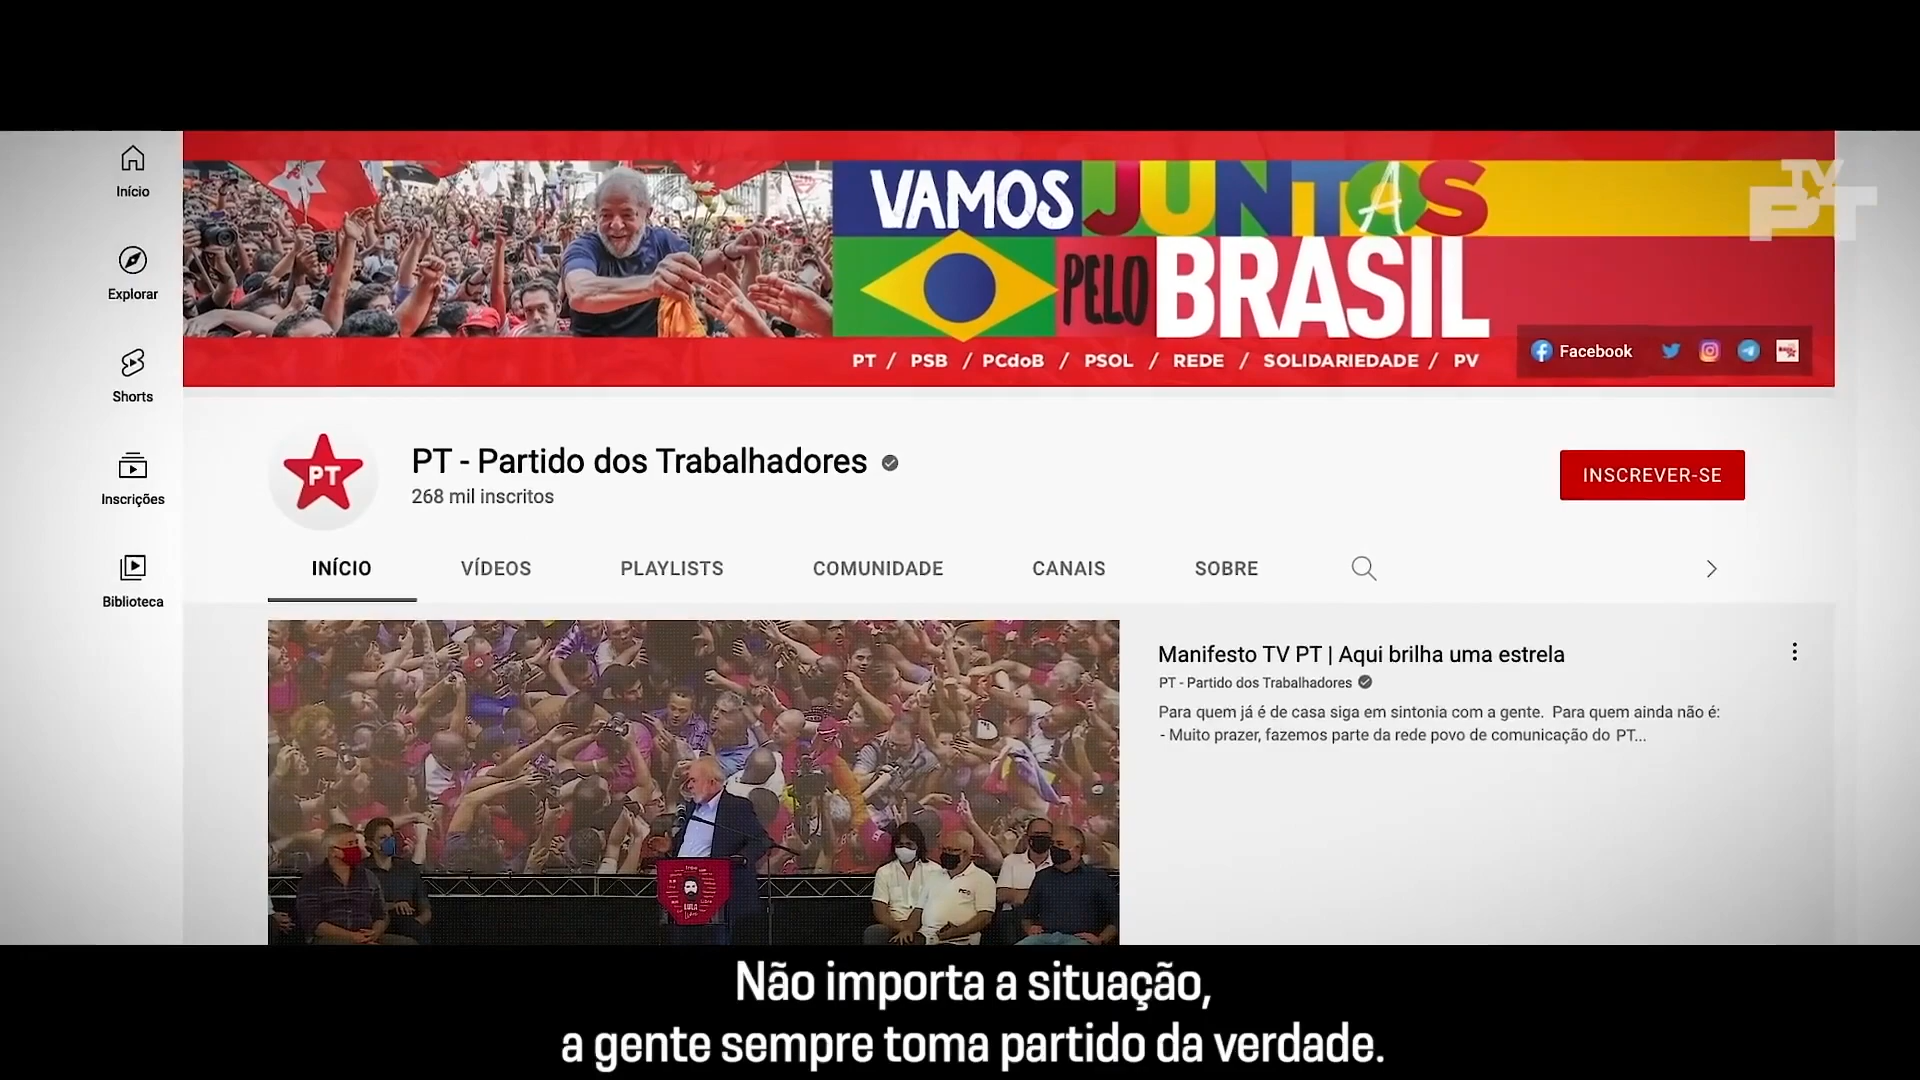 TV
PT
Início
Explorar
Shorts
Inscrições
Biblioteca
VAMOS JUNTAS
PELO BRASIL
PT / PSB / PCdoB / PSOL / REDE / SOLIDARIEDADE / PV
Facebook
PT
PT - Partido dos Trabalhadores
268 mil inscritos
INSCREVER-SE
INÍCIO
VÍDEOS
PLAYLISTS
COMUNIDADE
CANAIS
SOBRE
Manifesto TV PT | Aqui brilha uma estrela
PT - Partido dos Trabalhadores
Para quem já é de casa siga em sintonia com a gente. Para quem ainda não é:
- Muito prazer, fazemos parte da rede povo de comunicação do PT...
Não importa a situação,
a gente sempre toma partido da verdade.